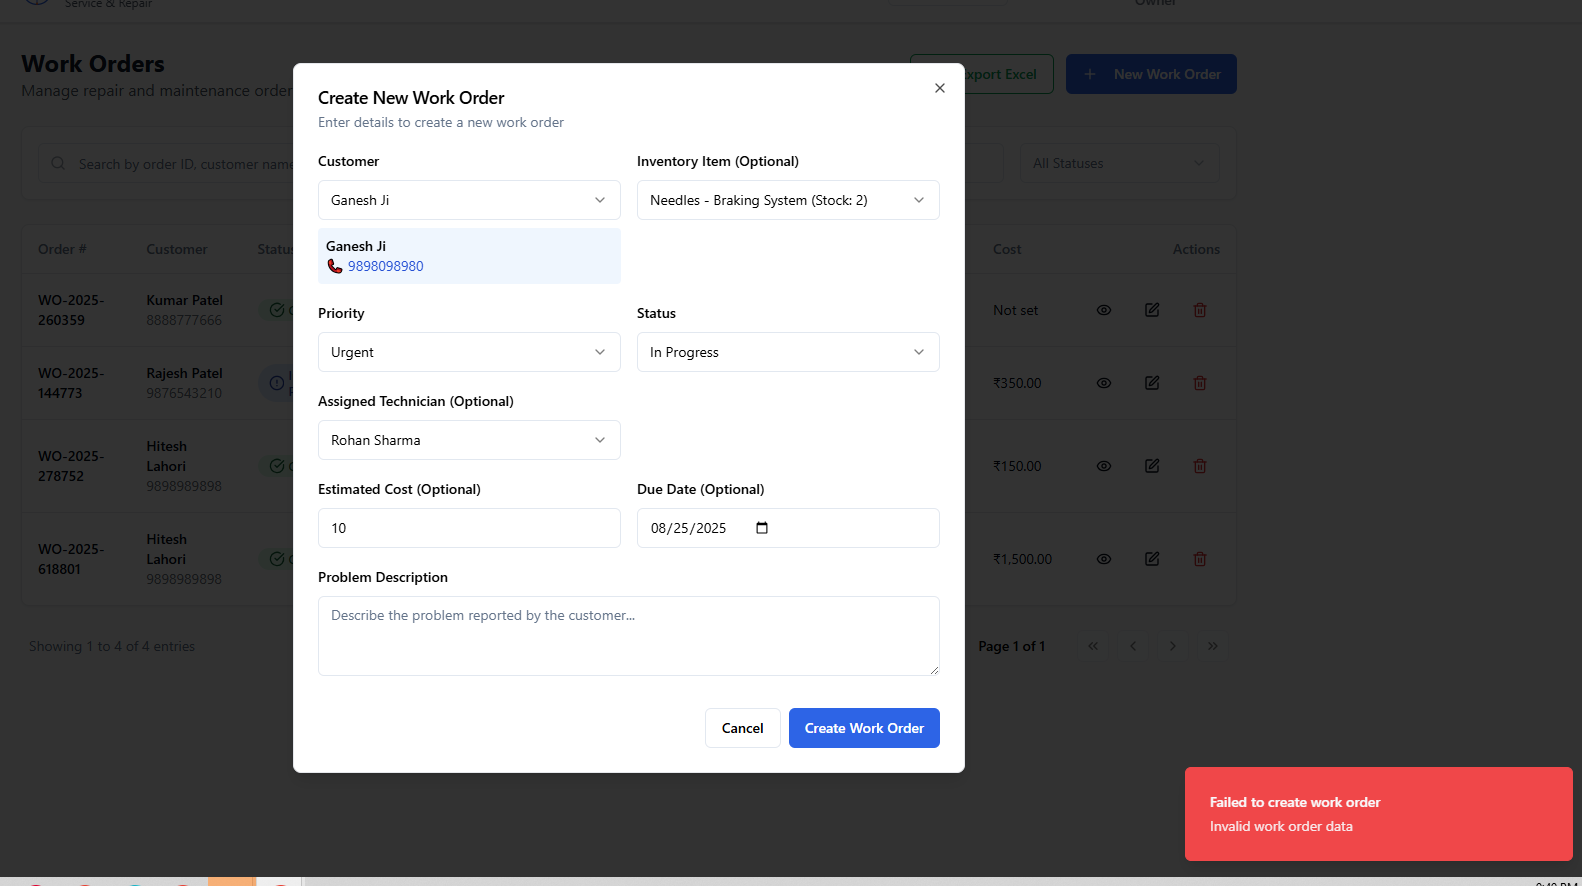 Service & Repair
Owner
Work Orders
Manage repair and maintenance order
xport Excel
+ New Work Order
Search by order ID, customer name
All Statuses
Order #
Customer
Status
Cost
Actions
WO-2025-
260359
Kumar Patel
8888777666
Not set
WO-2025-
144773
Rajesh Patel
9876543210
₹350.00
WO-2025-
278752
Hitesh
Lahori
9898989898
₹150.00
WO-2025-
618801
Hitesh
Lahori
9898989898
₹1,500.00
Showing 1 to 4 of 4 entries
Page 1 of 1
Create New Work Order
Enter details to create a new work order
Customer
Inventory Item (Optional)
Ganesh Ji
Needles - Braking System (Stock: 2)
Ganesh Ji
9898098980
Priority
Status
Urgent
In Progress
Assigned Technician (Optional)
Rohan Sharma
Estimated Cost (Optional)
Due Date (Optional)
10
08/25/2025
Problem Description
Describe the problem reported by the customer...
Cancel
Create Work Order
Failed to create work order
Invalid work order data